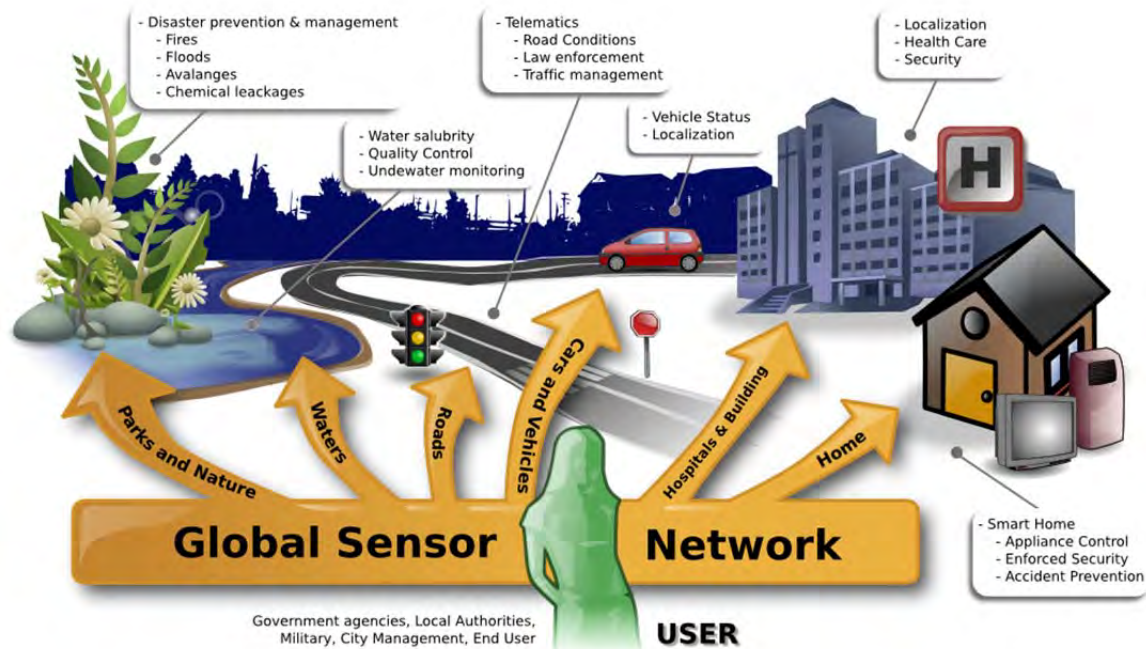 - Disaster prevention & management
- Fires
- Floods
- Avalanges
- Chemical leackages
- Telematics
- Road Conditions
- Law enforcement
- Traffic management
- Localization
- Health Care
- Security
- Vehicle Status
- Localization
- Water salubrity
- Quality Control
- Undewater monitoring
H
Parks and Nature
Waters
Roads
Cars and Vehicles
Hospitals & Building
Home
Global Sensor Network
- Smart Home
- Appliance Control
- Enforced Security
- Accident Prevention
Government agencies, Local Authorities,
Military, City Management, End User
USER